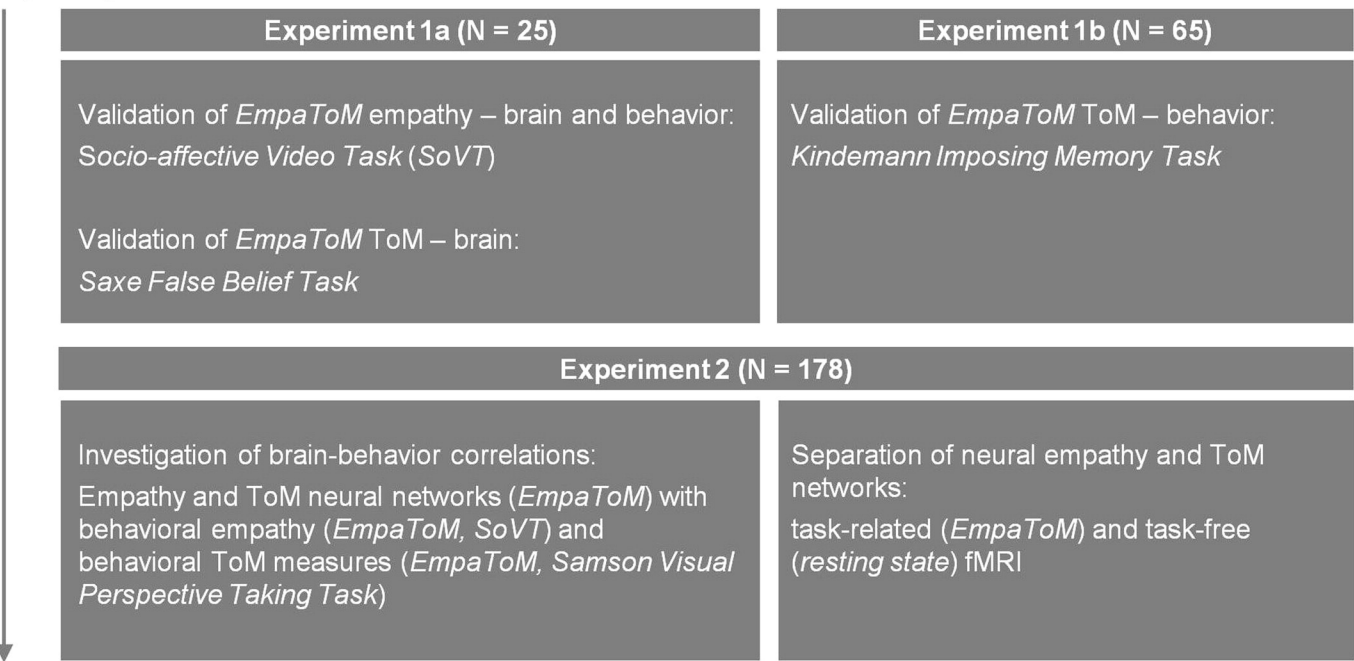 Experiment 1a (N = 25)
Validation of EmpaToM empathy – brain and behavior:
Socio-affective Video Task (SoVT)
Validation of EmpaToM ToM – brain:
Saxe False Belief Task
Experiment 1b (N = 65)
Validation of EmpaToM ToM – behavior:
Kindemann Imposing Memory Task
Experiment 2 (N = 178)
Investigation of brain-behavior correlations:
Empathy and ToM neural networks (EmpaToM) with
behavioral empathy (EmpaToM, SoVT) and
behavioral ToM measures (EmpaToM, Samson Visual
Perspective Taking Task)
Separation of neural empathy and ToM
networks:
task-related (EmpaToM) and task-free
(resting state) fMRI